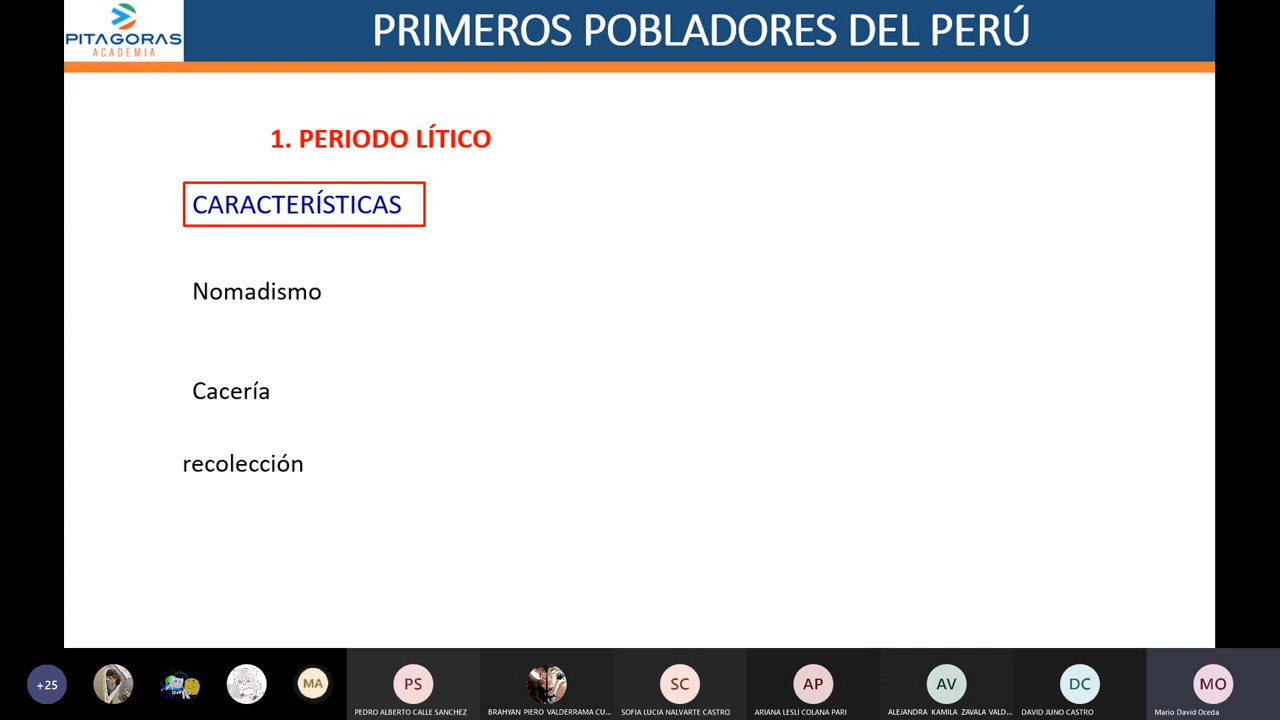 PITAGORAS
ACADEMIA
PRIMEROS POBLADORES DEL PERÚ
1. PERIODO LÍTICO
CARACTERÍSTICAS
Nomadismo
Cacería
recolección
+25
MA
PS
SC
AP
AV
DC
MO
PEDRO ALBERTO CALLE SANCHEZ
BRAHYAN PIERO VALDERRAMA CU...
SOFIA LUCIA NALVARTE CASTRO
ARIANA LESLI COLANA PARI
ALEJANDRA KAMILA ZAVALA VALD...
DAVID JUNO CASTRO
Mario David Oceda